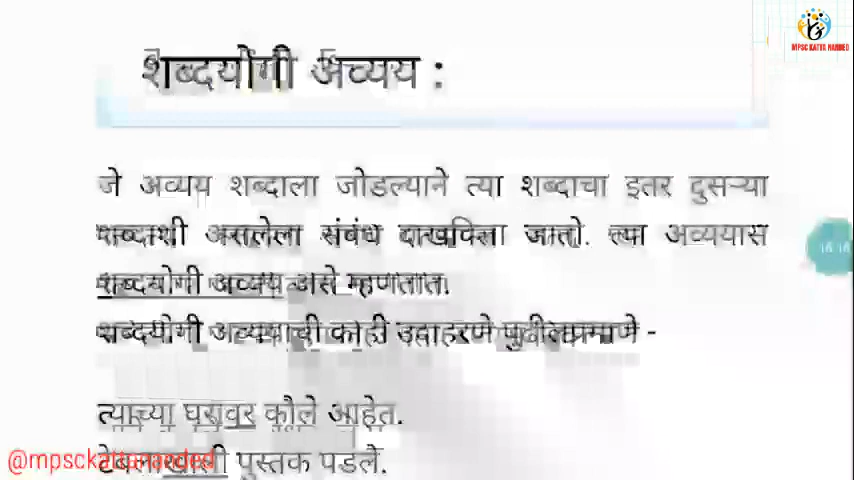 MPSC KATTA NANDED
शब्दयोगी अव्यय :
जे अव्यय शब्दाला जोडल्याने त्या शब्दाचा इतर दुसऱ्या
शब्दाशी असलेला संबंध दाखविला जातो. त्या अव्ययास
शब्दयोगी अव्यय असे म्हणतात.
शब्दयोगी अव्ययाची काही उदाहरणे पुढीलप्रमाणे -
त्याच्या घरावर कौले आहेत.
टेबलाखाली पुस्तक पडले.
@mpsckattananded